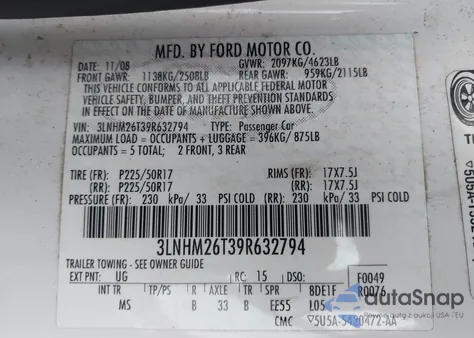 MFD. BY FORD MOTOR CO.
DATE: 11/08 GVWR: 2097KG/4623LB
FRONT GAWR: 1138KG/2508LB REAR GAWR: 959KG/2115LB
THIS VEHICLE CONFORMS TO ALL APPLICABLE FEDERAL MOTOR
VEHICLE SAFETY, BUMPER, AND THEFT PREVENTION STANDARDS
IN EFFECT ON THE DATE OF MANUFACTURE SHOWN ABOVE.
VIN: 3LNHM26T39R632794 TYPE: Passenger Car
MAXIMUM LOAD = OCCUPANTS + LUGGAGE = 396KG/ 875LB
OCCUPANTS = 5 TOTAL: 2 FRONT, 3 REAR
TIRE (FR): P225/50R17 RIMS (FR): 17X7.5J
(RR): P225/50R17 (RR): 17X7.5J
PRESSURE (FR): 230 kPa/ 33 PSI COLD (RR): 230 kPa/ 33 PSI COLD
3LNHM26T39R632794
TRAILER TOWING - SEE OWNER GUIDE
EXT PNT: UG RC: 15 DSO: F0049
INT TR TP/PS R AXLE TR SPR BDE1F R0076
MS B 33 B EE55 L05
CMC 5U5A-5420472-AA
autoSnap